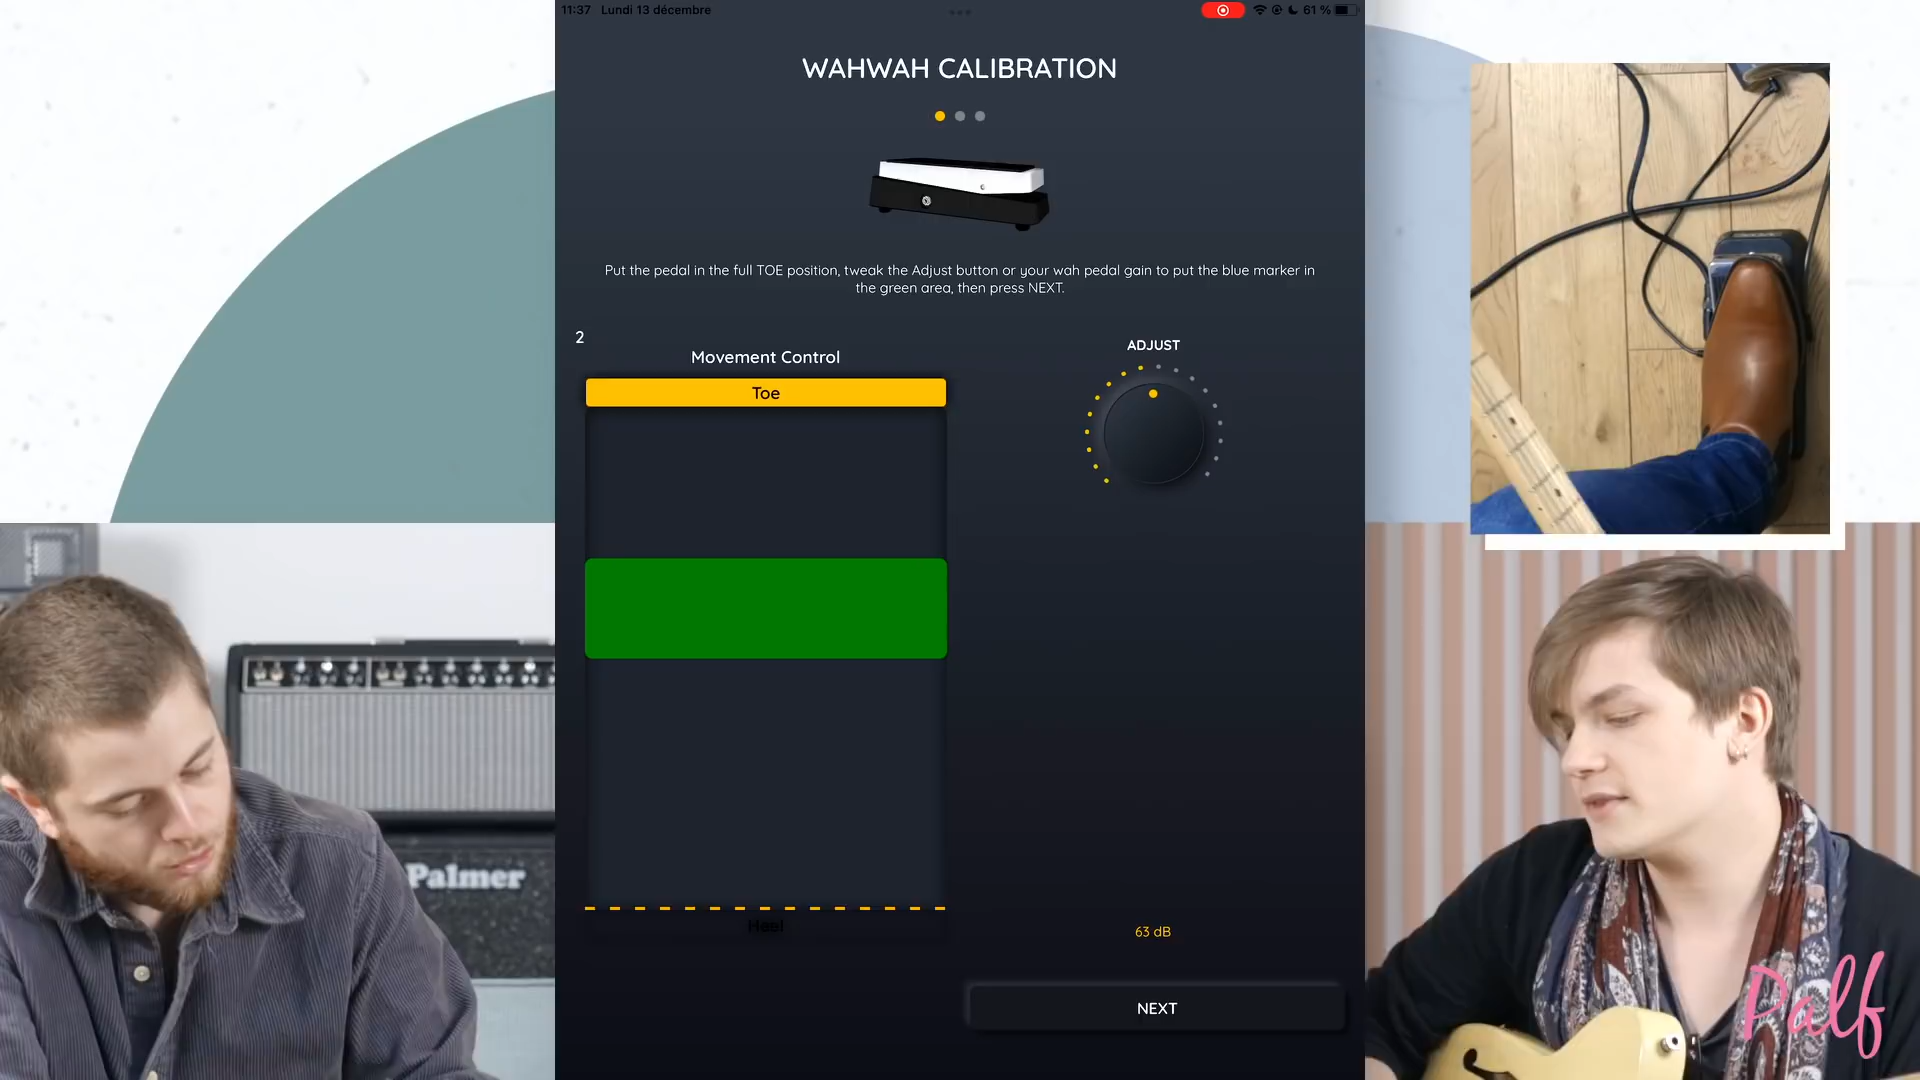 11:37 Lundi 13 décembre
61 %
WAHWAH CALIBRATION
Put the pedal in the full TOE position, tweak the Adjust button or your wah pedal gain to put the blue marker in
the green area, then press NEXT.
2
Movement Control
Toe
Heel
ADJUST
63 dB
NEXT
Palmer
Palf